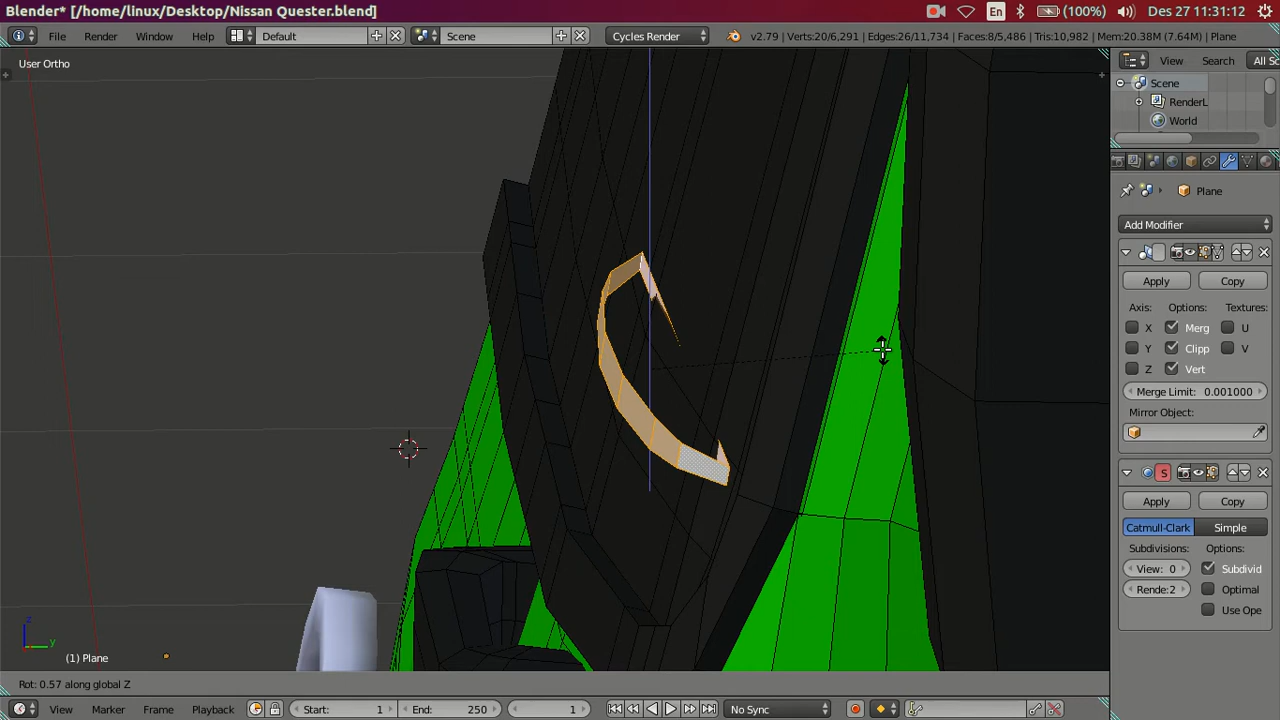 Blender* [/home/linux/Desktop/Nissan Quester.blend]
En (100%) Des 27 11:31:12
File Render Window Help Default Scene Cycles Render v2.79 | Verts:20/6,291 | Edges:26/11,734 | Faces:8/5,486 | Tris:10,982 | Mem:20.38M (7.64M) | Plane
User Ortho
View Search All Sc
Scene
RenderL
World
Plane
Add Modifier
Apply Copy
Axis: Options: Textures:
X Merg U
Y Clipp V
Z Vert
Merge Limit: 0.001000
Mirror Object:
S
Apply Copy
Catmull-Clark Simple
Subdivisions: Options:
View: 0 Subdivid
Rende:2 Optimal
Use Ope
z
y
(1) Plane
Rot: 0.57 along global Z
View Marker Frame Playback Start: 1 End: 250 1 No Sync